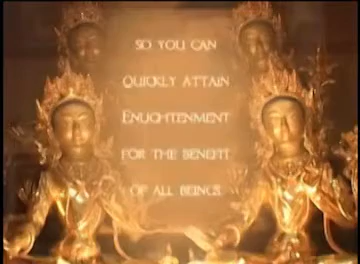 SO YOU CAN
QUICKLY ATTAIN
ENLIGHTENMENT
FOR THE BENEFIT
OF ALL BEINGS